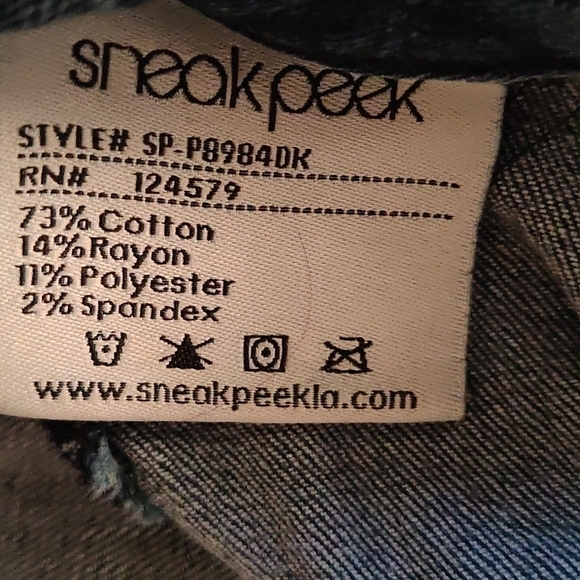 sneakpeek
STYLE# SP-P8984DK
RN# 124579
73% Cotton
14% Rayon
11% Polyester
2% Spandex
www.sneakpeekla.com